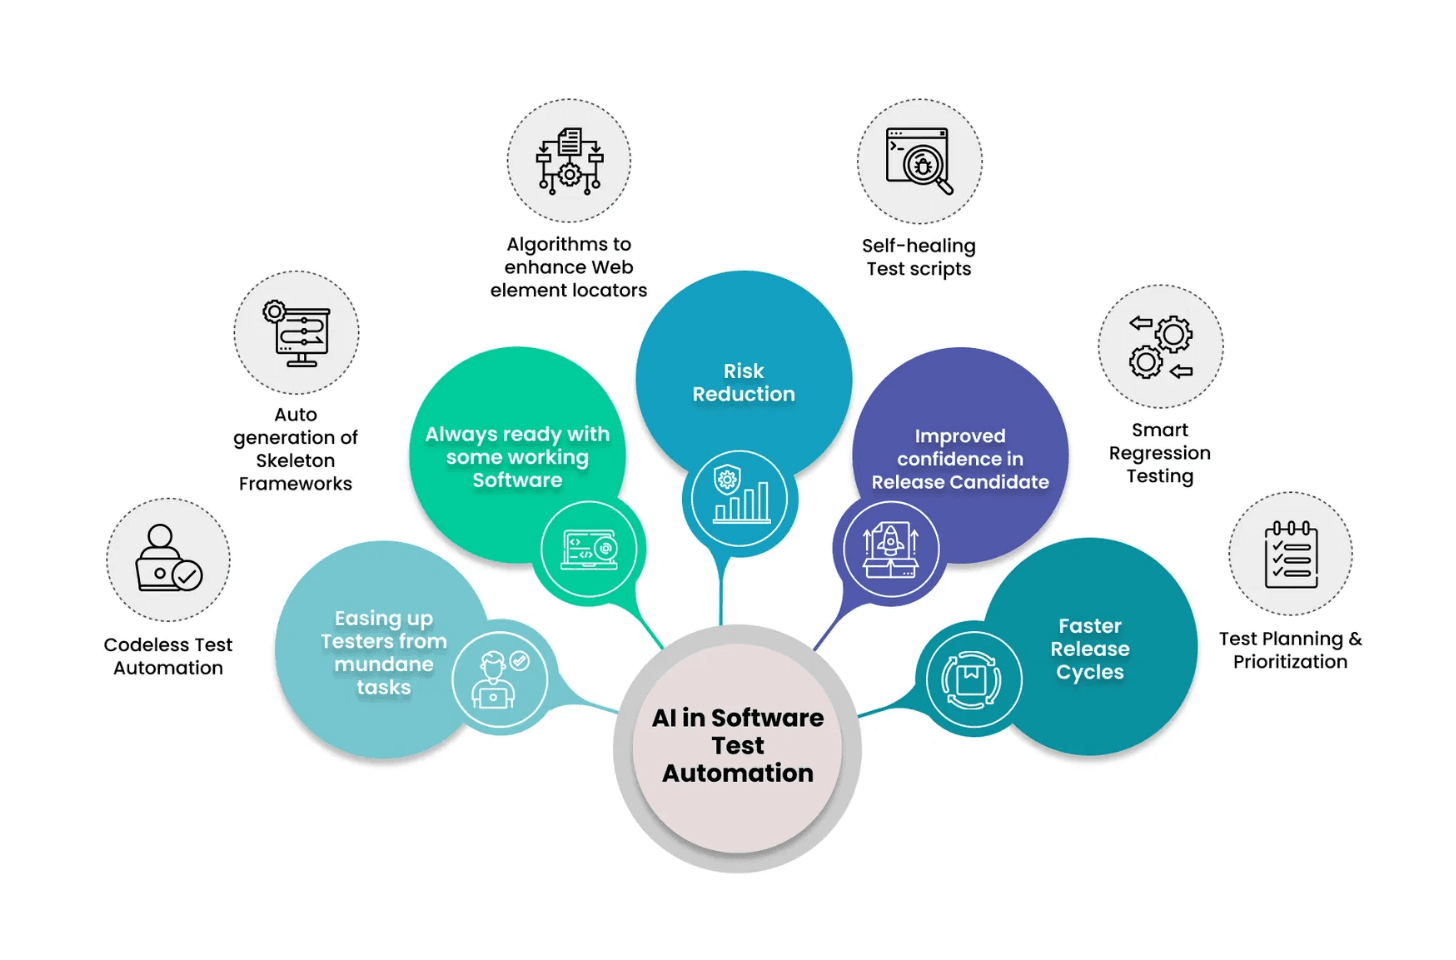 Algorithms to
enhance Web
element locators
Self-healing
Test scripts
Auto
generation of
Skeleton
Frameworks
Smart
Regression
Testing
Codeless Test
Automation
Test Planning &
Prioritization
Easing up
Testers from
mundane
tasks
Always ready with
some working
Software
Risk
Reduction
Improved
confidence in
Release Candidate
Faster
Release
Cycles
AI in Software
Test
Automation